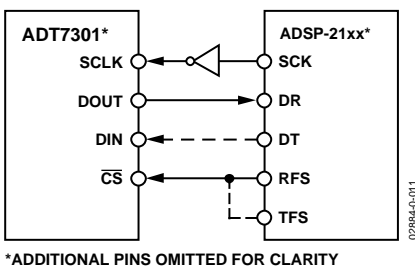 ADT7301* ADSP-21xx*
SCLK SCK
DOUT DR
DIN DT
CS RFS
TFS
02884-0-011
*ADDITIONAL PINS OMITTED FOR CLARITY